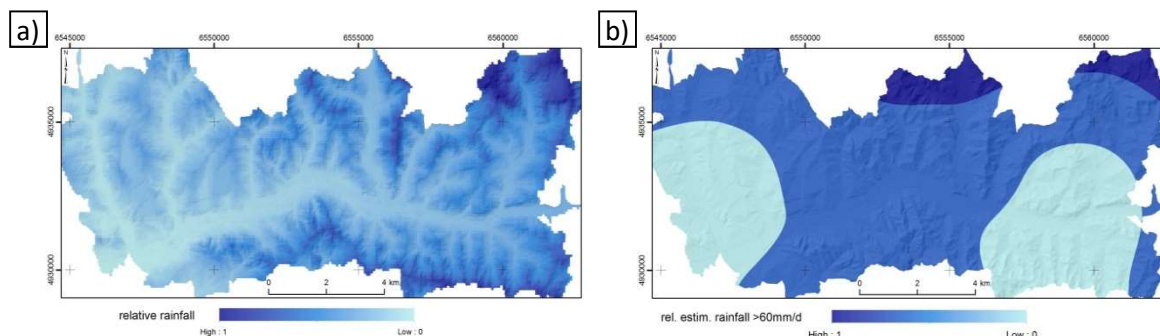 a)
6545000 6550000 6555000 6560000
N
4835000
4830000
0 2 4 km.
relative rainfall
High : 1 Low : 0
b)
6545000 6550000 6555000 6560000
N
4835000
4830000
0 2 4 km.
rel. estim. rainfall >60mm/d
High : 1 Low : 0